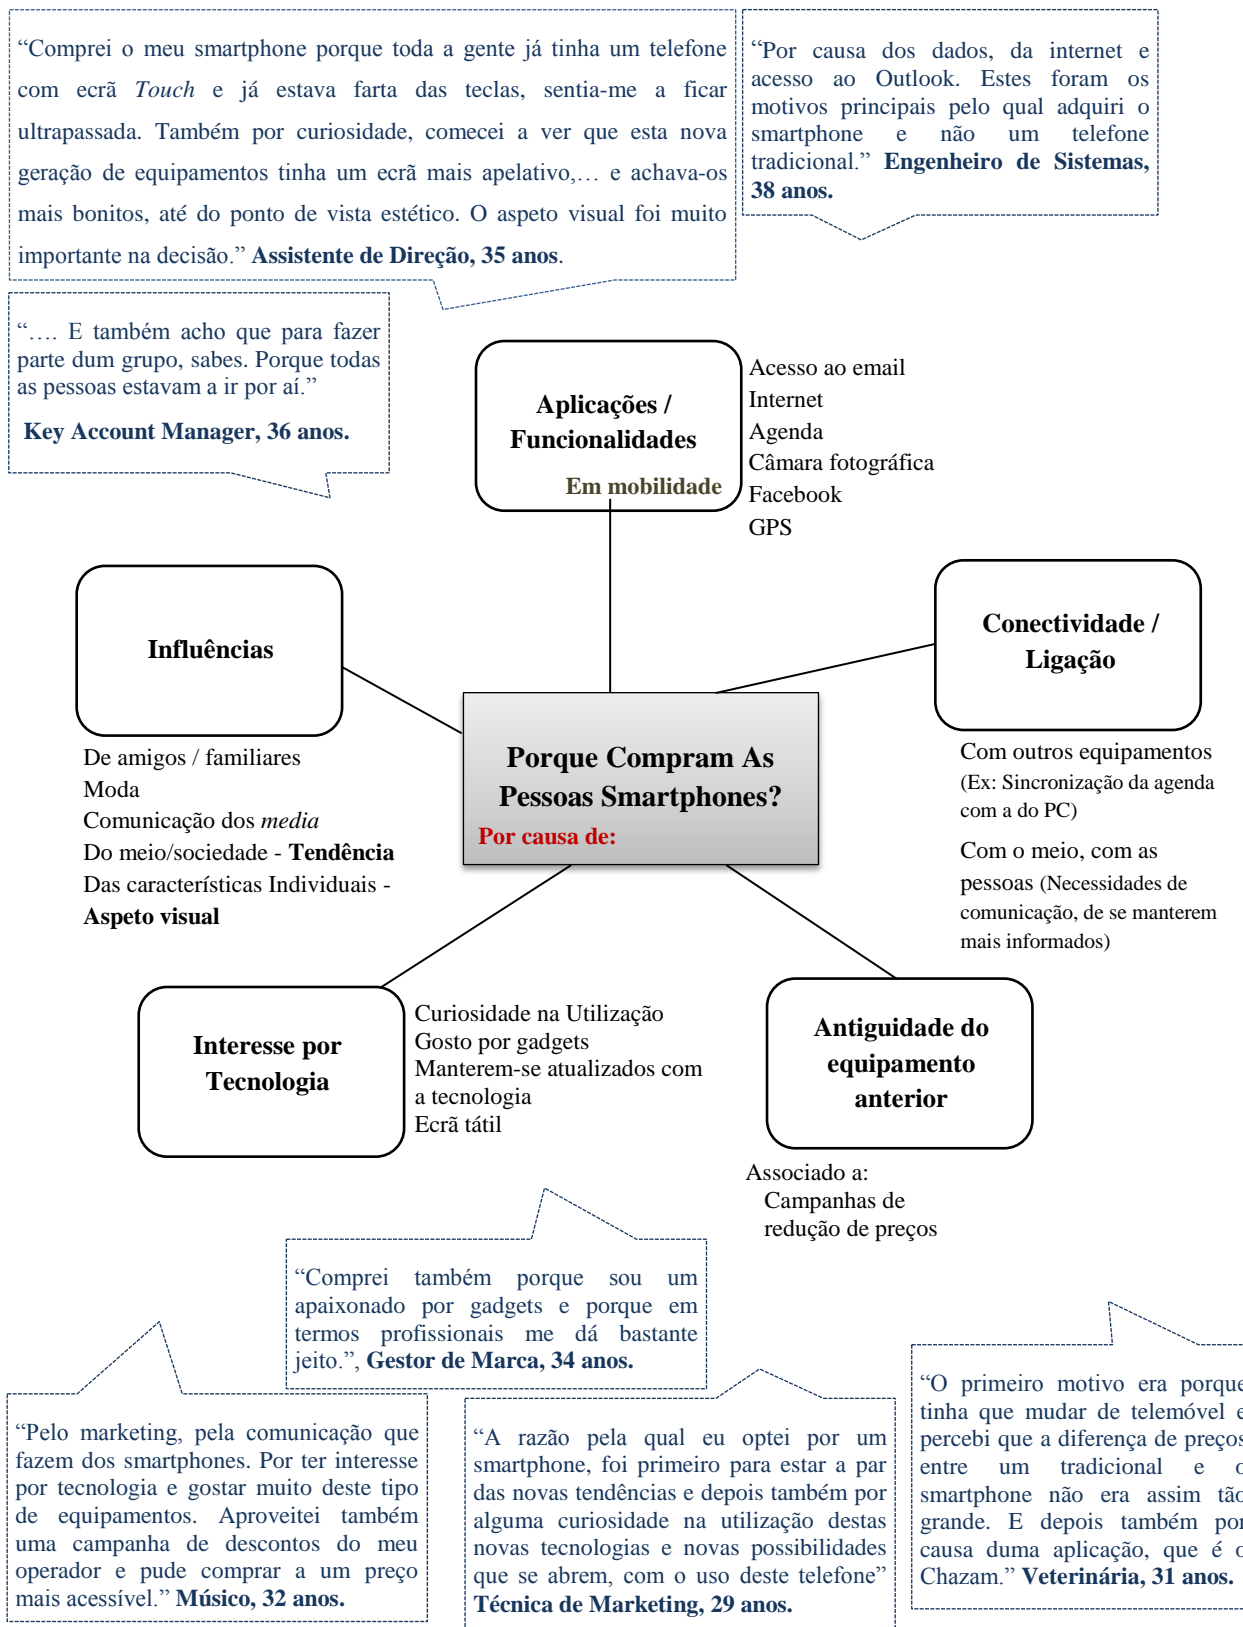 “Comprei o meu smartphone porque toda a gente já tinha um telefone
com ecrã Touch e já estava farta das teclas, sentia-me a ficar
ultrapassada. Também por curiosidade, comecei a ver que esta nova
geração de equipamentos tinha um ecrã mais apelativo,… e achava-os
mais bonitos, até do ponto de vista estético. O aspeto visual foi muito
importante na decisão.” Assistente de Direção, 35 anos.
“Por causa dos dados, da internet e
acesso ao Outlook. Estes foram os
motivos principais pelo qual adquiri o
smartphone e não um telefone
tradicional.” Engenheiro de Sistemas,
38 anos.
“…. E também acho que para fazer
parte dum grupo, sabes. Porque todas
as pessoas estavam a ir por aí.”
Key Account Manager, 36 anos.
Aplicações /
Funcionalidades
Em mobilidade
Acesso ao email
Internet
Agenda
Câmara fotográfica
Facebook
GPS
Influências
De amigos / familiares
Moda
Comunicação dos media
Do meio/sociedade - Tendência
Das características Individuais -
Aspeto visual
Conectividade /
Ligação
Com outros equipamentos
(Ex: Sincronização da agenda
com a do PC)
Com o meio, com as
pessoas (Necessidades de
comunicação, de se manterem
mais informados)
Porque Compram As
Pessoas Smartphones?
Por causa de:
Interesse por
Tecnologia
Curiosidade na Utilização
Gosto por gadgets
Manterem-se atualizados com
a tecnologia
Ecrã tátil
Antiguidade do
equipamento
anterior
Associado a:
Campanhas de
redução de preços
“Comprei também porque sou um
apaixonado por gadgets e porque em
termos profissionais me dá bastante
jeito.”, Gestor de Marca, 34 anos.
“Pelo marketing, pela comunicação que
fazem dos smartphones. Por ter interesse
por tecnologia e gostar muito deste tipo
de equipamentos. Aproveitei também
uma campanha de descontos do meu
operador e pude comprar a um preço
mais acessível.” Músico, 32 anos.
“A razão pela qual eu optei por um
smartphone, foi primeiro para estar a par
das novas tendências e depois também por
alguma curiosidade na utilização destas
novas tecnologias e novas possibilidades
que se abrem, com o uso deste telefone”
Técnica de Marketing, 29 anos.
“O primeiro motivo era porque
tinha que mudar de telemóvel e
percebi que a diferença de preços
entre um tradicional e o
smartphone não era assim tão
grande. E depois também por
causa duma aplicação, que é o
Chazam.” Veterinária, 31 anos.